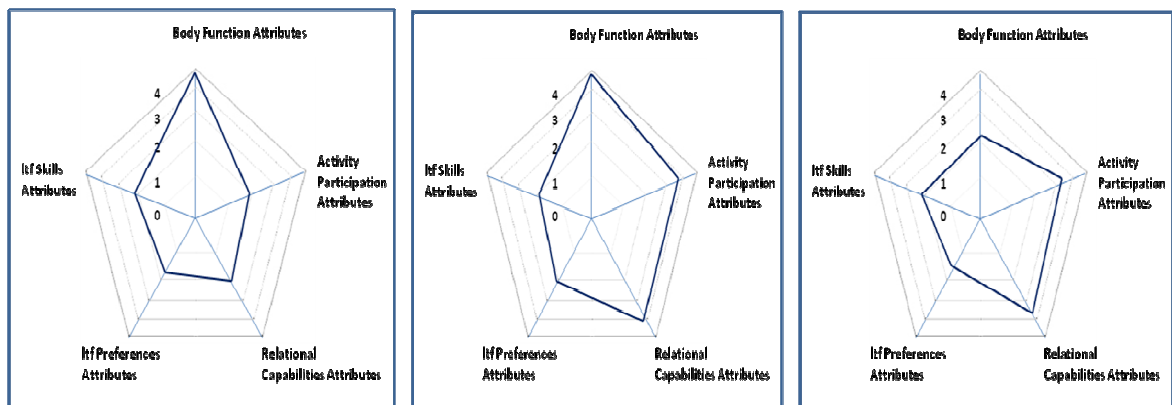 Body Function Attributes
4
3
2
1
0
Itf Skills
Attributes
Activity
Participation
Attributes
Itf Preferences
Attributes
Relational
Capabilities Attributes
Body Function Attributes
4
3
2
1
0
Itf Skills
Attributes
Activity
Participation
Attributes
Itf Preferences
Attributes
Relational
Capabilities Attributes
Body Function Attributes
4
3
2
1
0
Itf Skills
Attributes
Activity
Participation
Attributes
Itf Preferences
Attributes
Relational
Capabilities Attributes